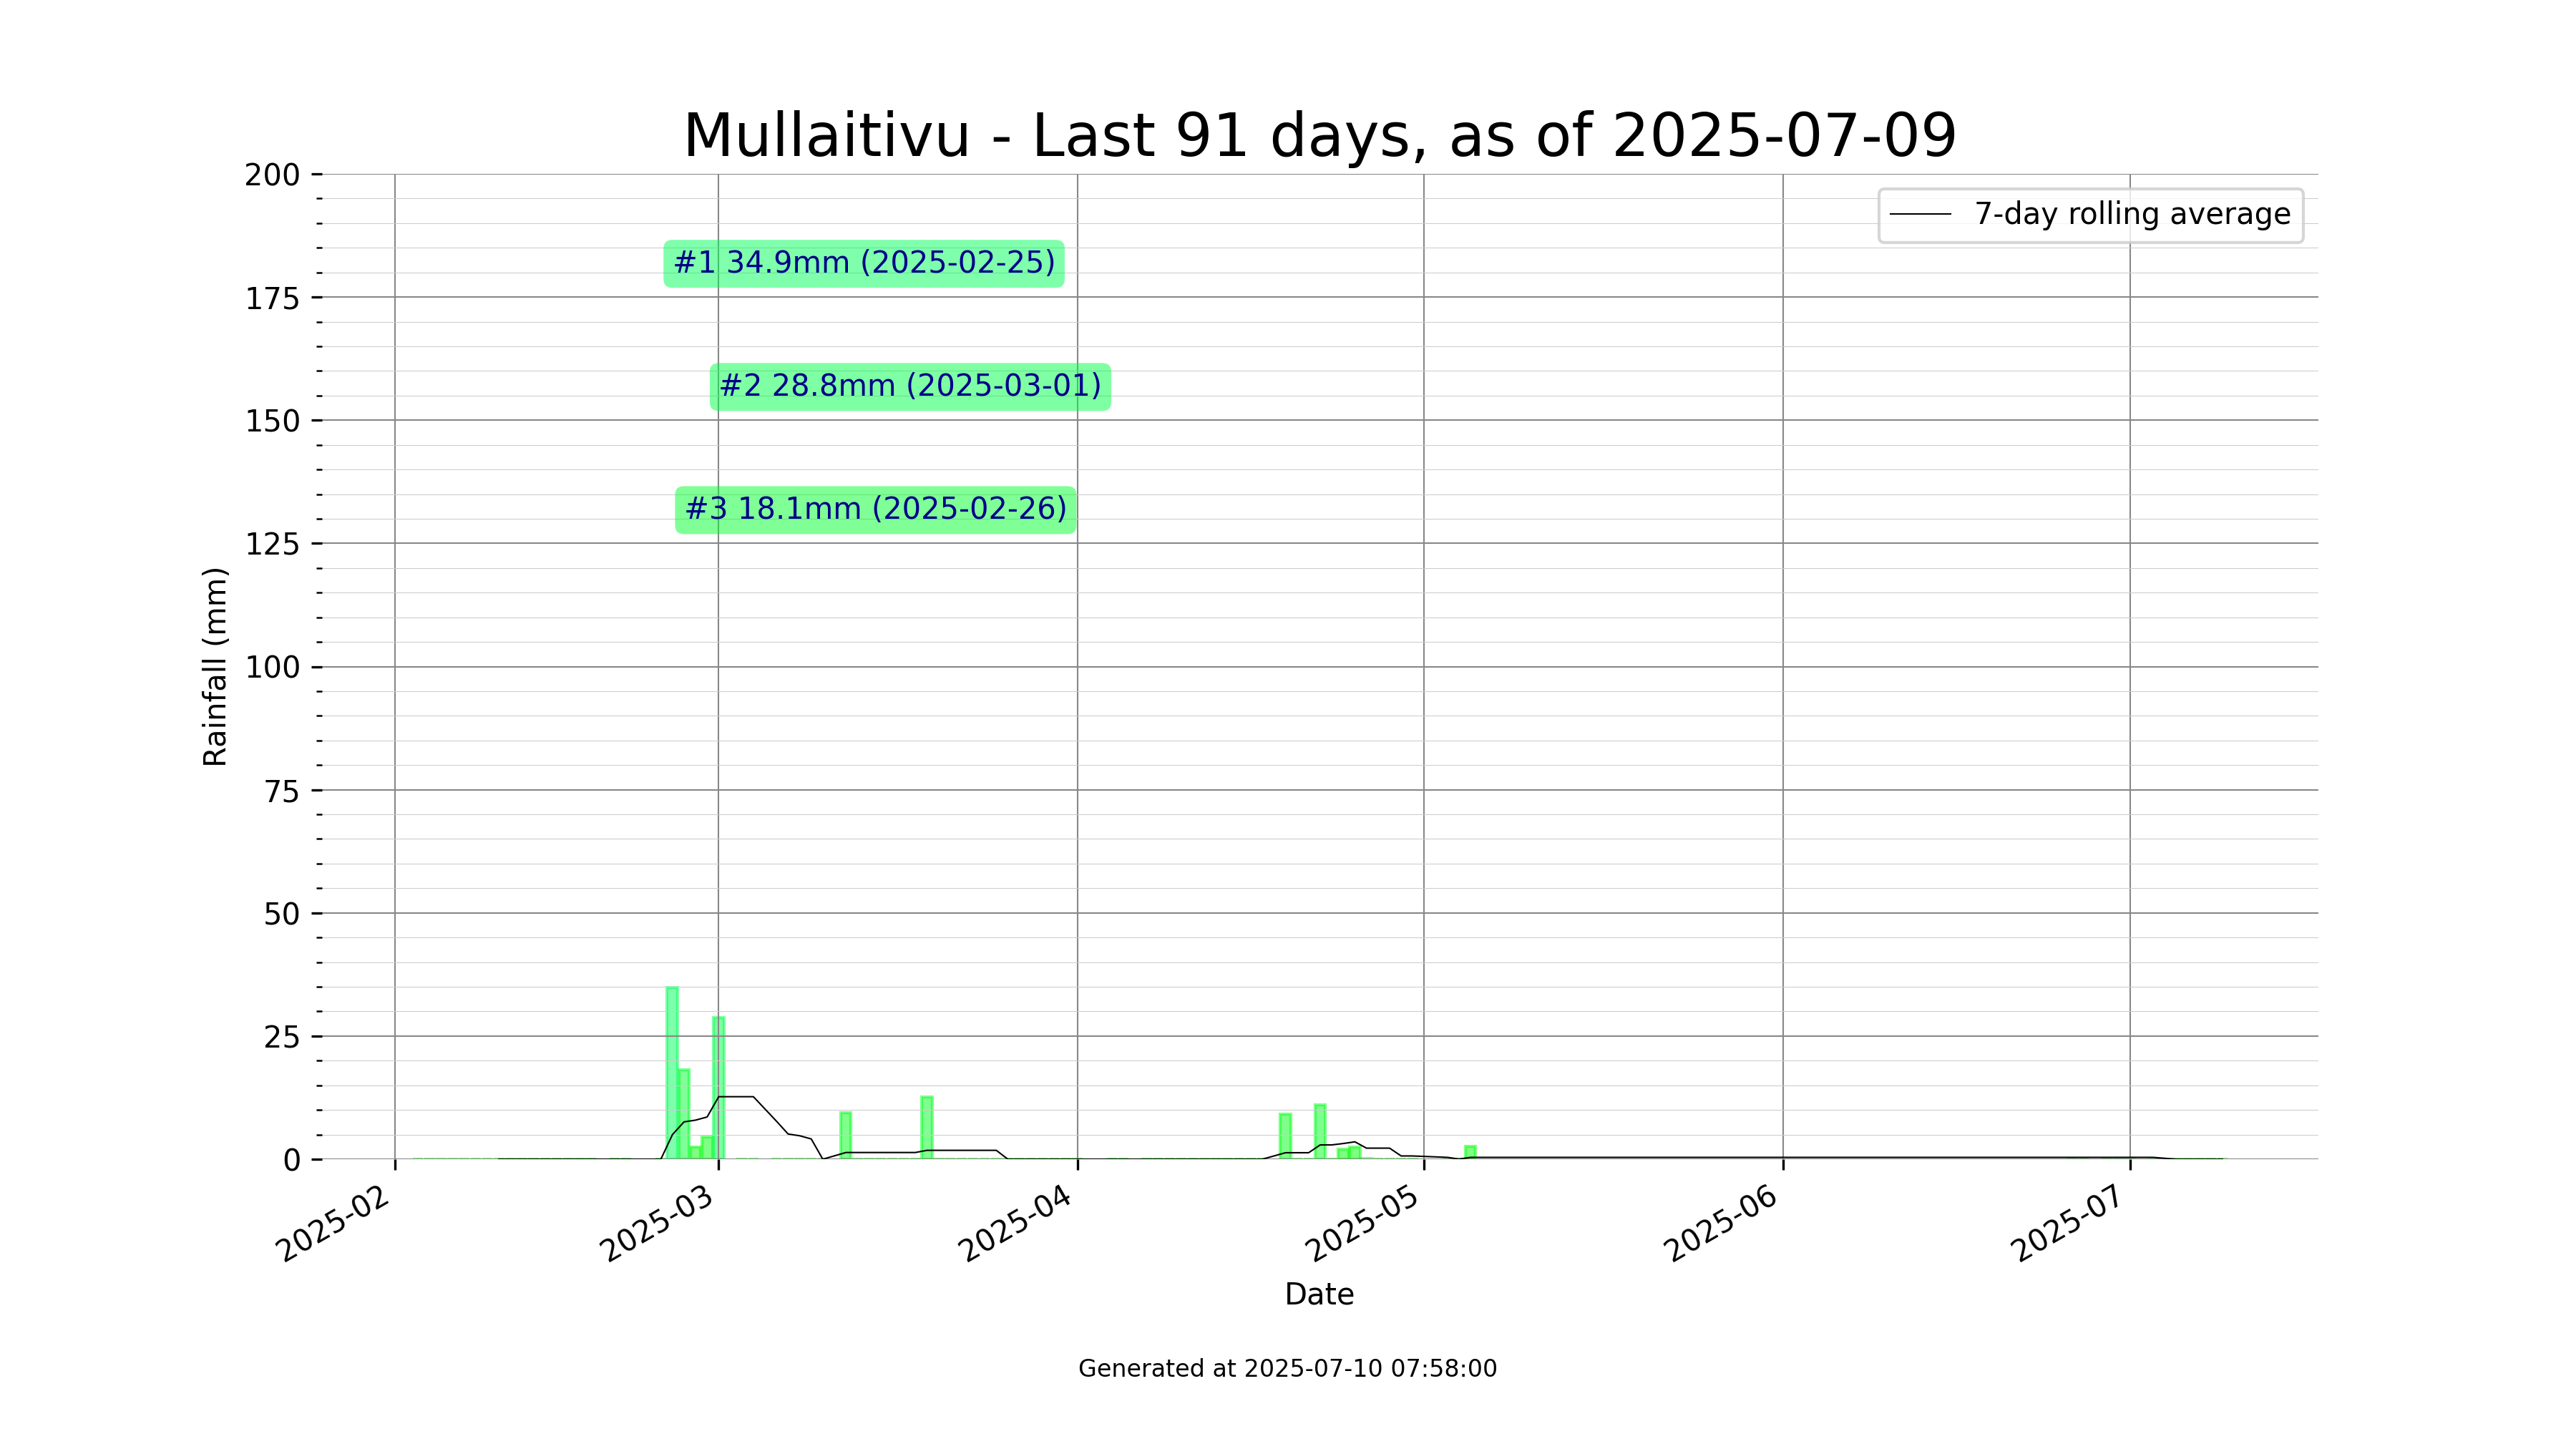 Mullaitivu - Last 91 days, as of 2025-07-09
7-day rolling average
#1 34.9mm (2025-02-25)
#2 28.8mm (2025-03-01)
#3 18.1mm (2025-02-26)
Rainfall (mm)
200
175
150
125
100
75
50
25
0
2025-02
2025-03
2025-04
2025-05
2025-06
2025-07
Date
Generated at 2025-07-10 07:58:00